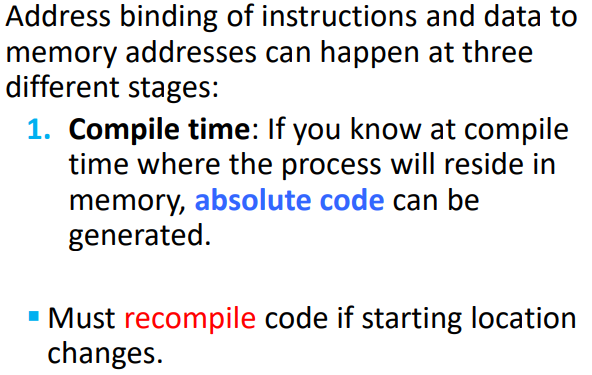 Address binding of instructions and data to
memory addresses can happen at three
different stages:
1. Compile time: If you know at compile
time where the process will reside in
memory, absolute code can be
generated.
▪ Must recompile code if starting location
changes.